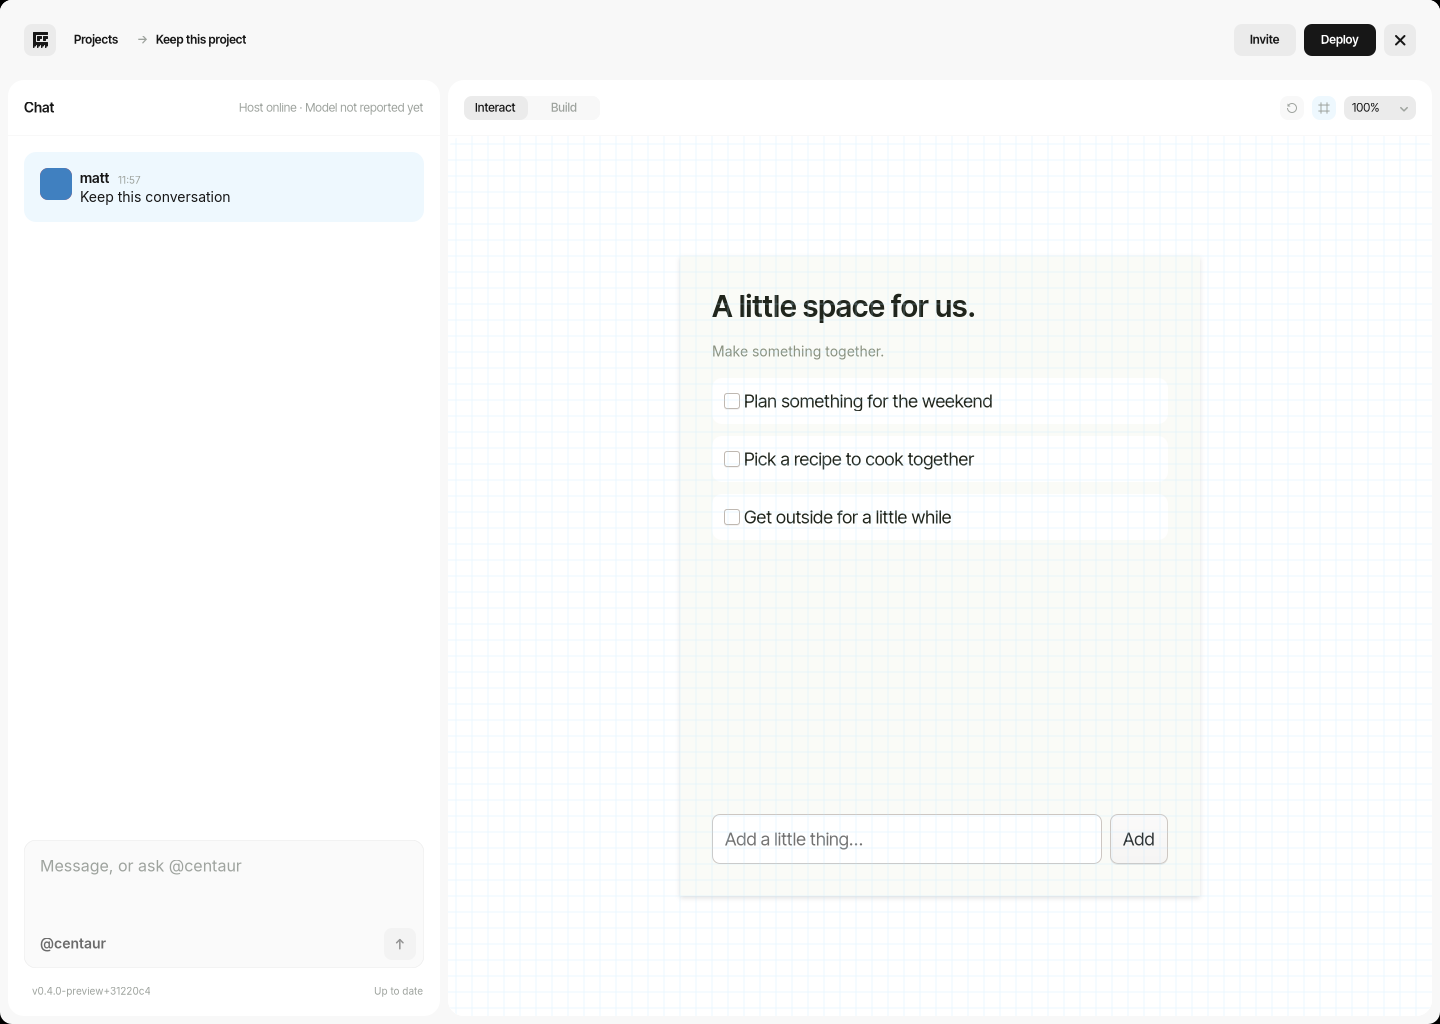 Projects → Keep this project
Invite
Deploy
Chat
Host online · Model not reported yet
matt 11:57
Keep this conversation
Message, or ask @centaur
@centaur
v0.4.0-preview+31220c4
Up to date
Interact
Build
100%
A little space for us.
Make something together.
Plan something for the weekend
Pick a recipe to cook together
Get outside for a little while
Add a little thing...
Add